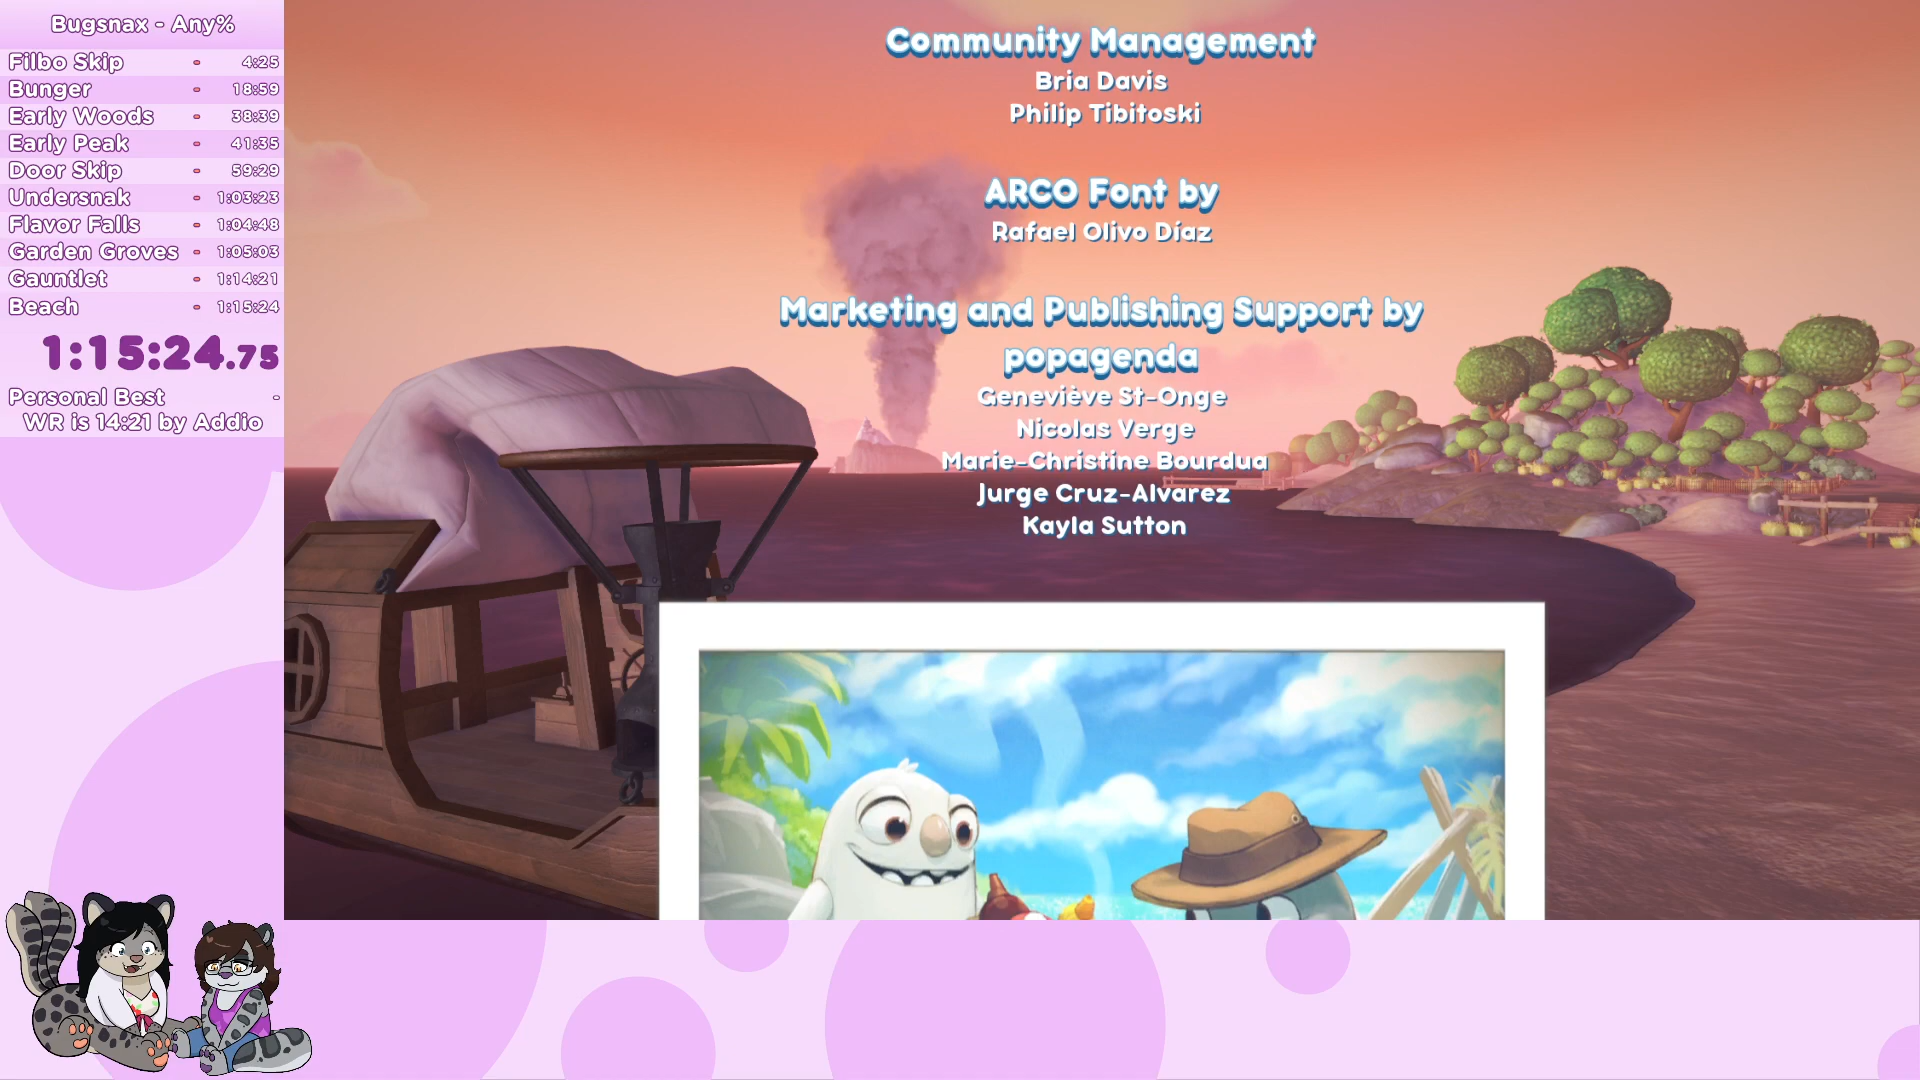 Bugsnax - Any%
Filbo Skip - 4:25
Bunger - 18:59
Early Woods - 38:39
Early Peak - 41:35
Door Skip - 59:29
Undersnak - 1:03:23
Flavor Falls - 1:04:48
Garden Groves - 1:05:03
Gauntlet - 1:14:21
Beach - 1:15:24
1:15:24.75
Personal Best -
WR is 14:21 by Addio
Community Management
Bria Davis
Philip Tibitoski
ARCO Font by
Rafael Olivo Díaz
Marketing and Publishing Support by
popagenda
Geneviève St-Onge
Nicolas Verge
Marie-Christine Bourdua
Jurge Cruz-Alvarez
Kayla Sutton